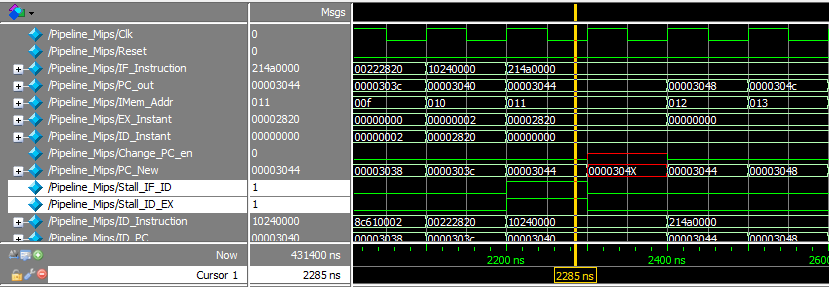 Msgs
/Pipeline_Mips/Clk 0
/Pipeline_Mips/Reset 0
/Pipeline_Mips/IF_Instruction 214a0000 00222820 10240000 214a0000
/Pipeline_Mips/PC_out 00003044 0000303c 00003040 00003044 00003048 0000304c
/Pipeline_Mips/IMem_Addr 011 00f 010 011 012 013
/Pipeline_Mips/EX_Instant 00002820 00000000 00000002 00002820 00000000
/Pipeline_Mips/ID_Instant 00000000 00000002 00002820 00000000
/Pipeline_Mips/Change_PC_en 0
/Pipeline_Mips/PC_New 00003044 00003038 0000303c 00003044 0000304X 00003044 00003048
/Pipeline_Mips/Stall_IF_ID 1
/Pipeline_Mips/Stall_ID_EX 1
/Pipeline_Mips/ID_Instruction 10240000 8c610002 00222820 10240000 214a0000
/Pipeline_Mips/ID_PC 00003040 00003038 0000303c 00003040 00003044 00003048
Now 431400 ns 2200 ns 2400 ns 2600
Cursor 1 2285 ns 2285 ns